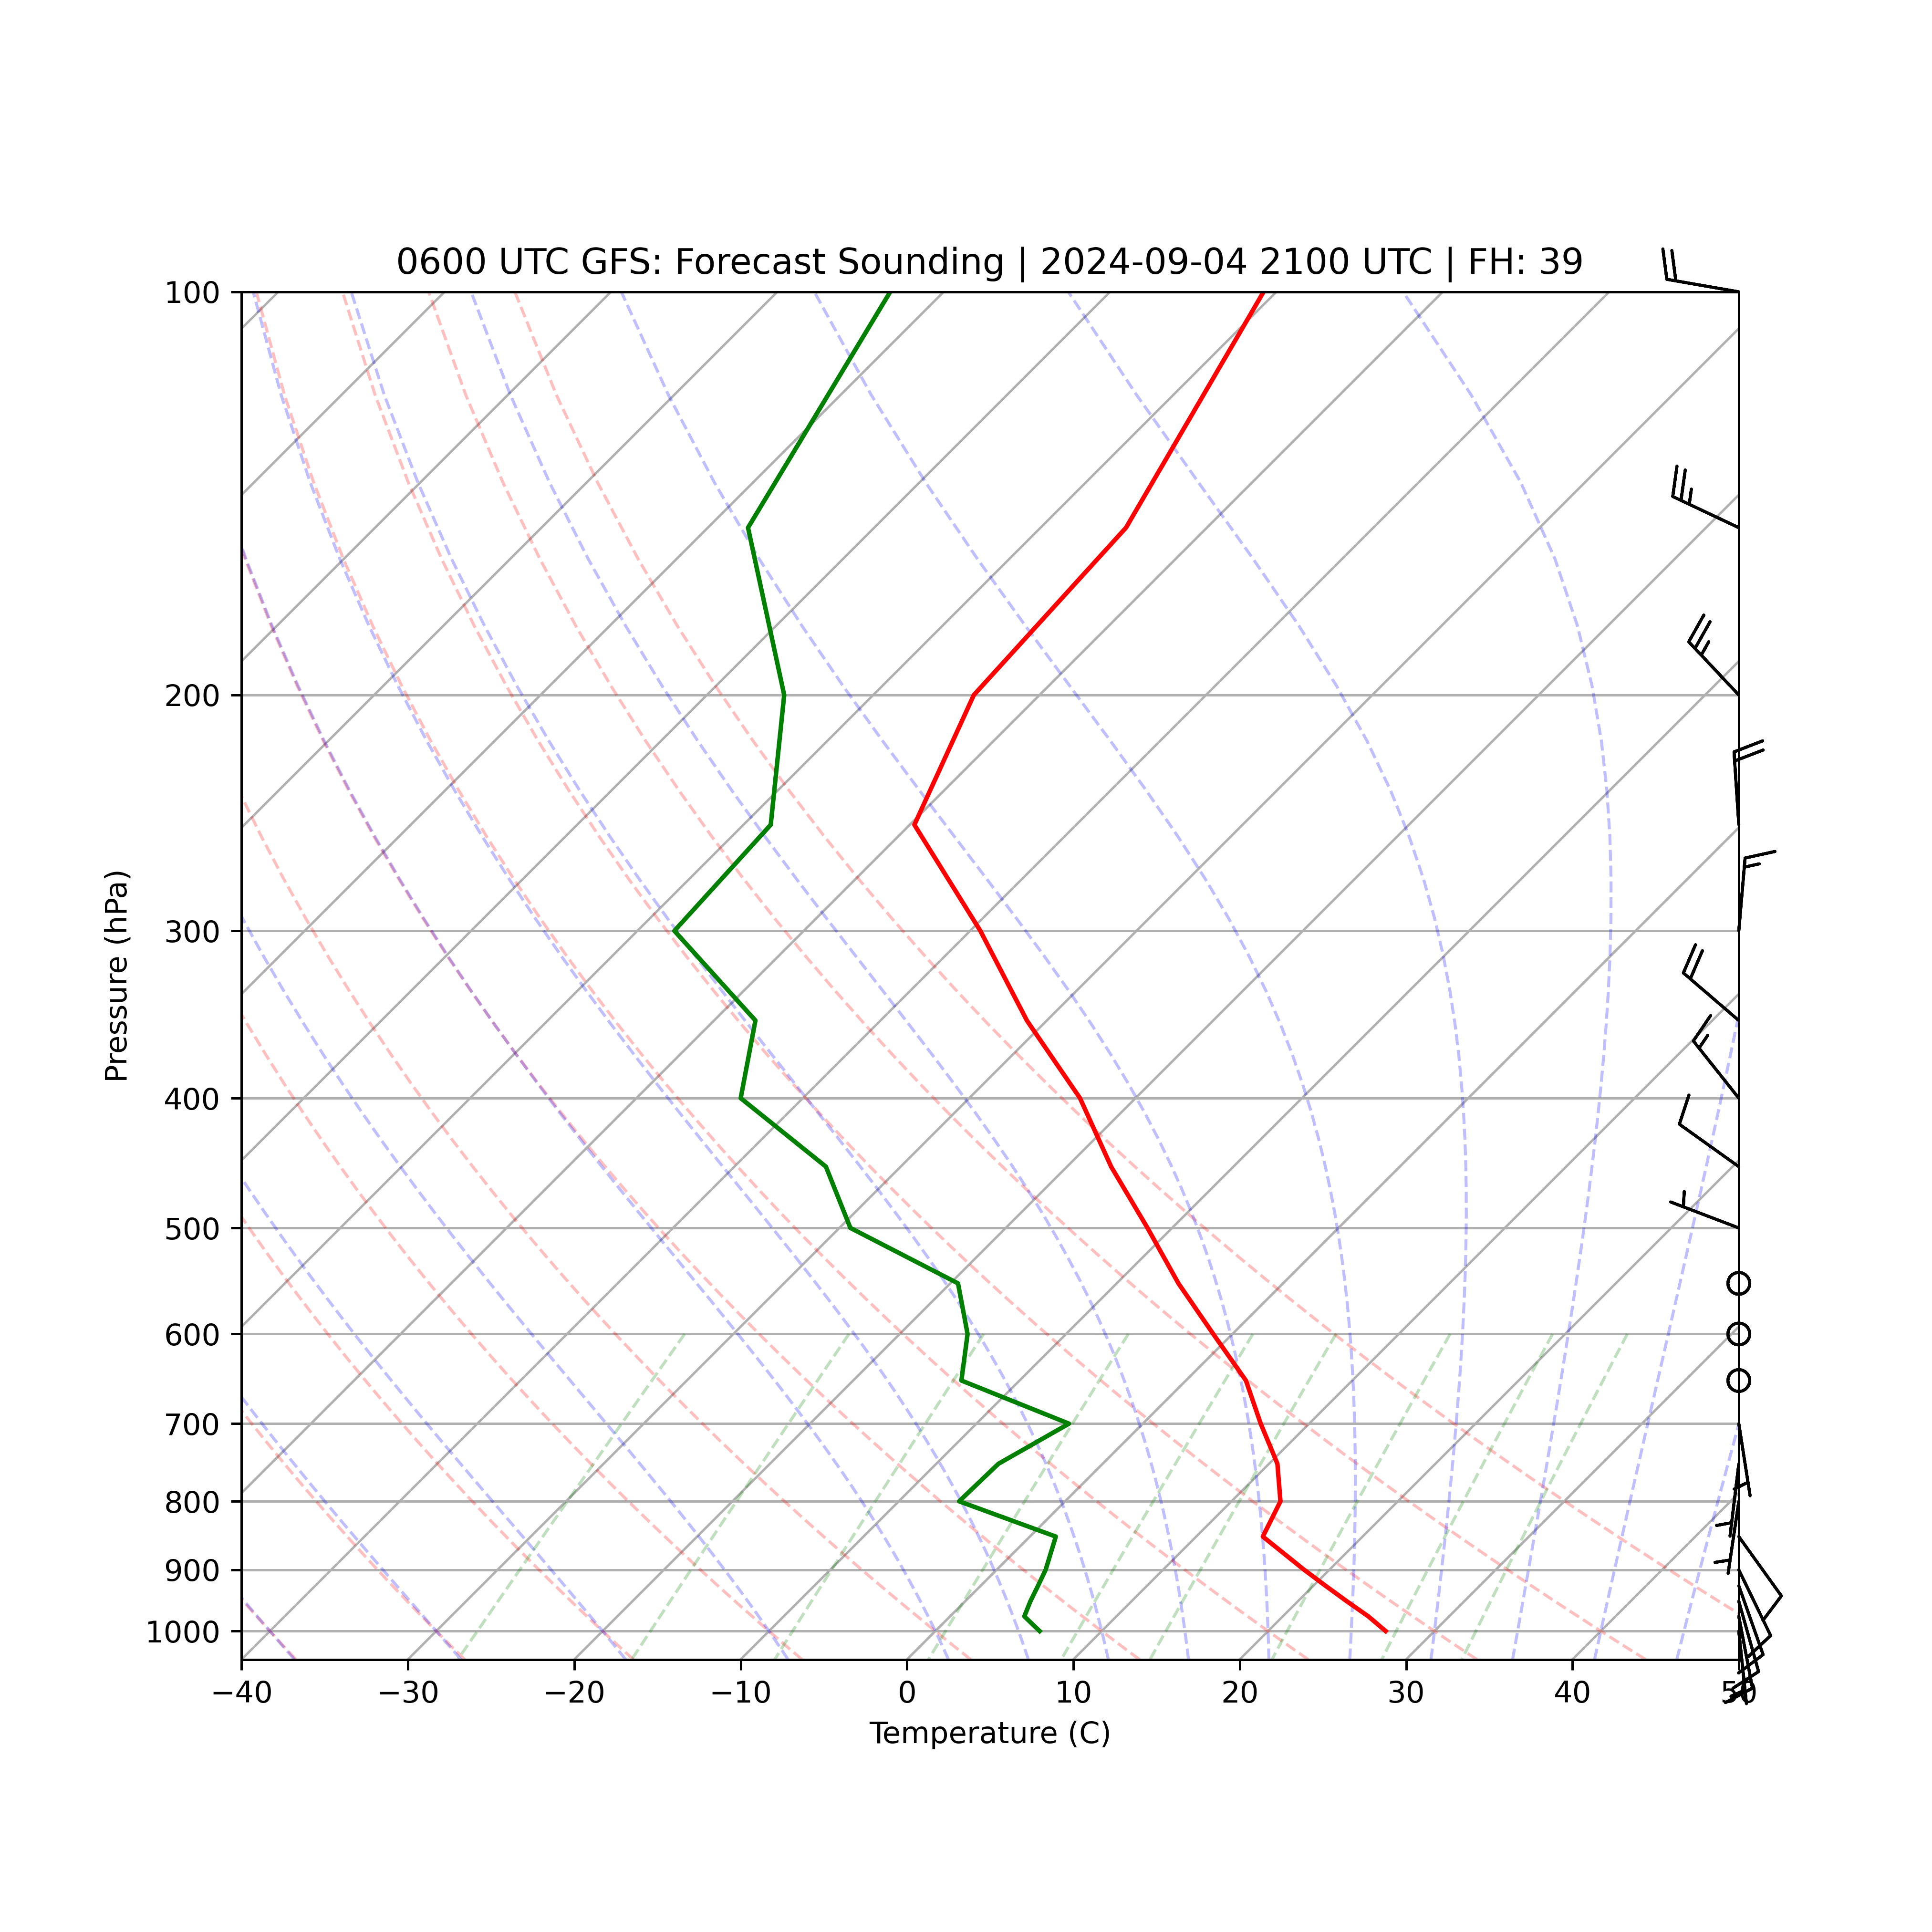 0600 UTC GFS: Forecast Sounding | 2024-09-04 2100 UTC | FH: 39
100
200
300
400
500
600
700
800
900
1000
Pressure (hPa)
−40 −30 −20 −10 0 10 20 30 40 50
Temperature (C)